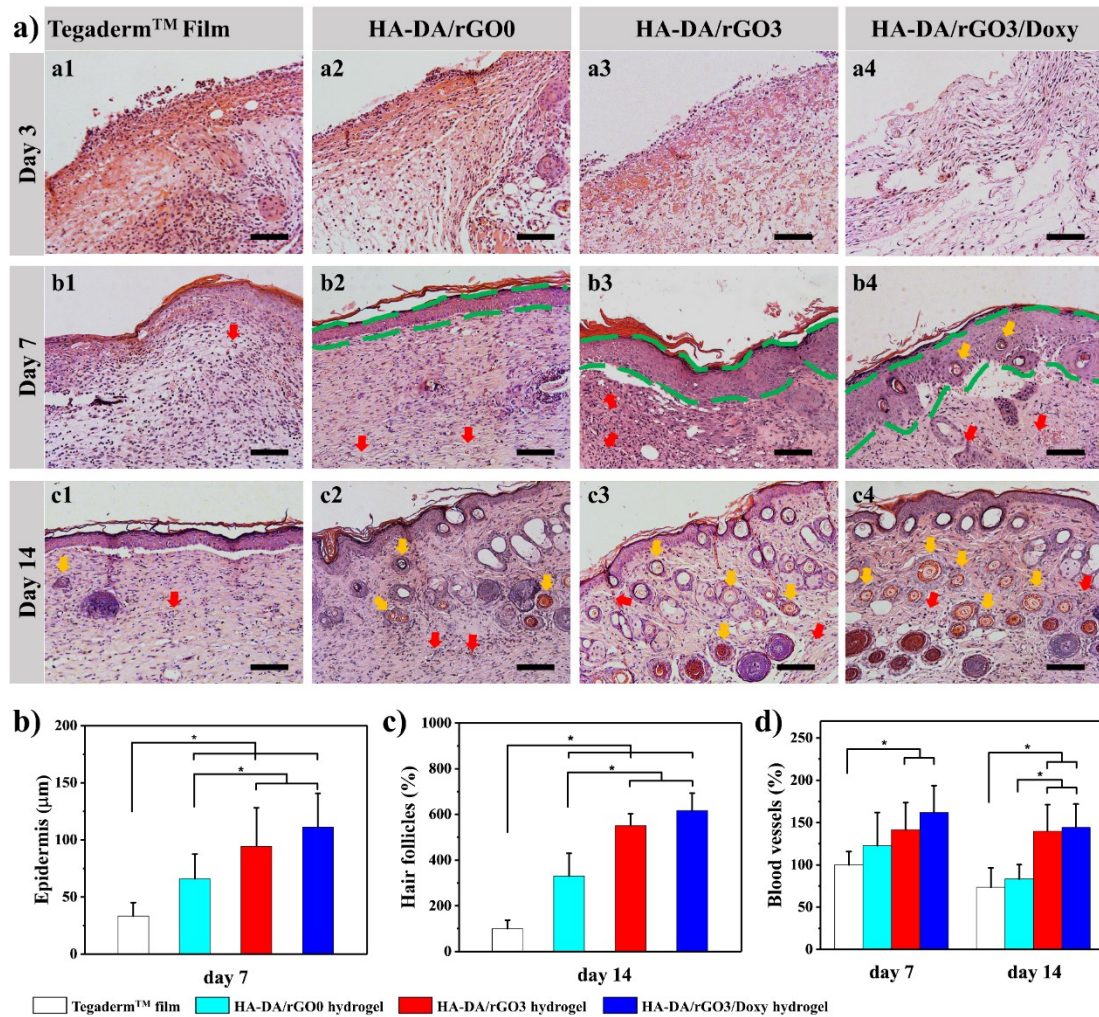 a) Tegaderm™ Film HA-DA/rGO0 HA-DA/rGO3 HA-DA/rGO3/Doxy
Day 3 a1 a2 a3 a4
Day 7 b1 b2 b3 b4
Day 14 c1 c2 c3 c4
b)
Epidermis (μm)
200
150
100
50
0
*
*
day 7
c)
Hair follicles (%)
1000
800
600
400
200
0
*
*
day 14
d)
Blood vessels (%)
250
200
150
100
50
0
*
*
*
day 7 day 14
Tegaderm™ film HA-DA/rGO0 hydrogel HA-DA/rGO3 hydrogel HA-DA/rGO3/Doxy hydrogel